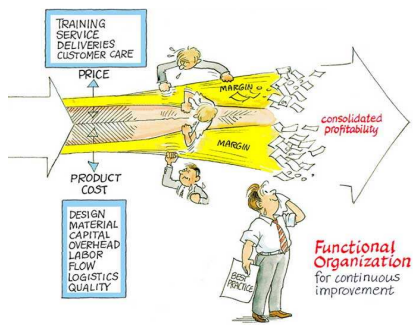 TRAINING
SERVICE
DELIVERIES
CUSTOMER CARE
PRICE
MARGIN
consolidated
profitability
MARGIN
PRODUCT
COST
DESIGN
MATERIAL
CAPITAL
OVERHEAD
LABOR
FLOW
LOGISTICS
QUALITY
BEST
PRACTICE
Functional
Organization
for continuous
improvement